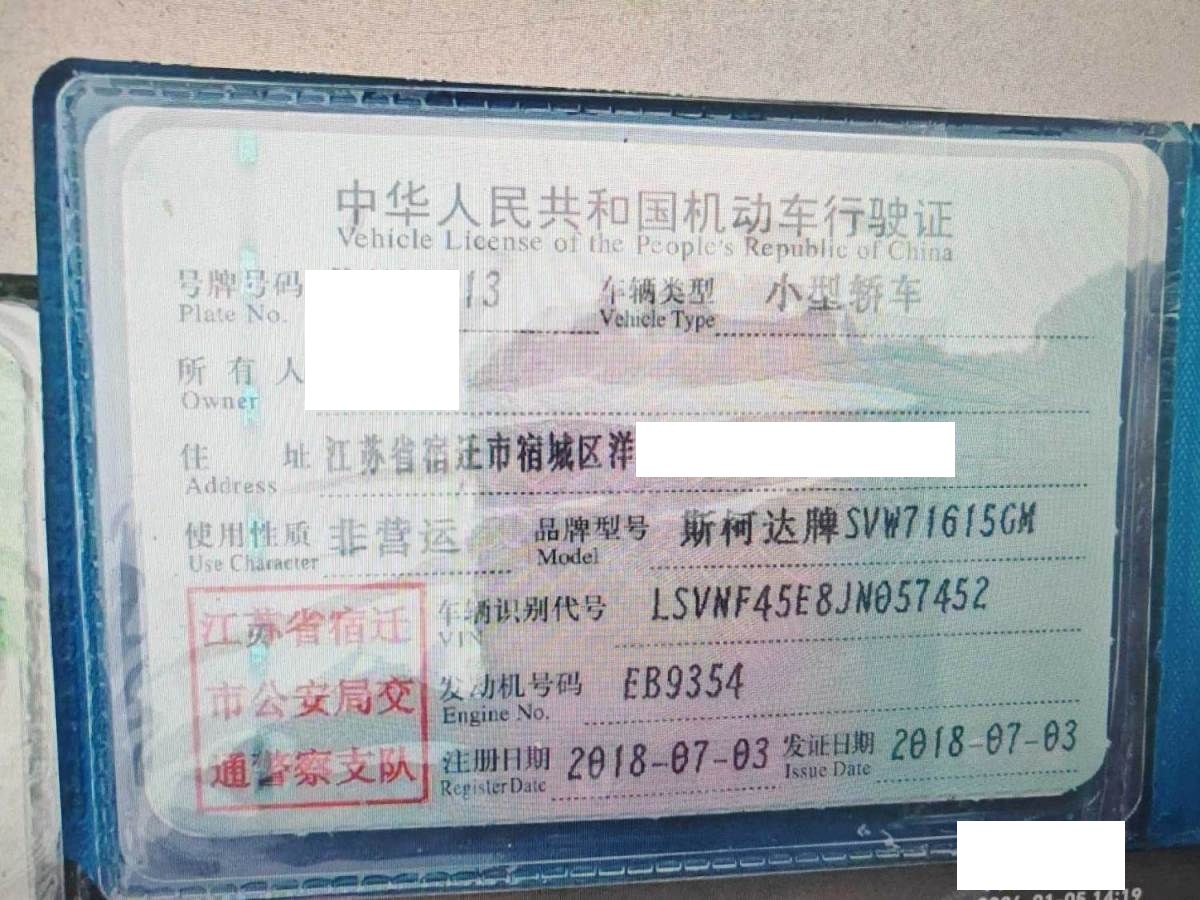 中华人民共和国机动车行驶证
Vehicle License of the People's Republic of China
号牌号码 13 车辆类型 小型轿车
Plate No. Vehicle Type
所有人
Owner
住址 江苏省宿迁市宿城区洋
Address
使用性质 非营运 品牌型号 斯柯达牌SVW71615GM
Use Character Model
江苏省宿迁
市公安局交
通警察支队
车辆识别代号 LSVNF45E8JN057452
VIN
发动机号码 EB9354
Engine No.
注册日期 2018-07-03 发证日期 2018-07-03
Register Date Issue Date
14:19